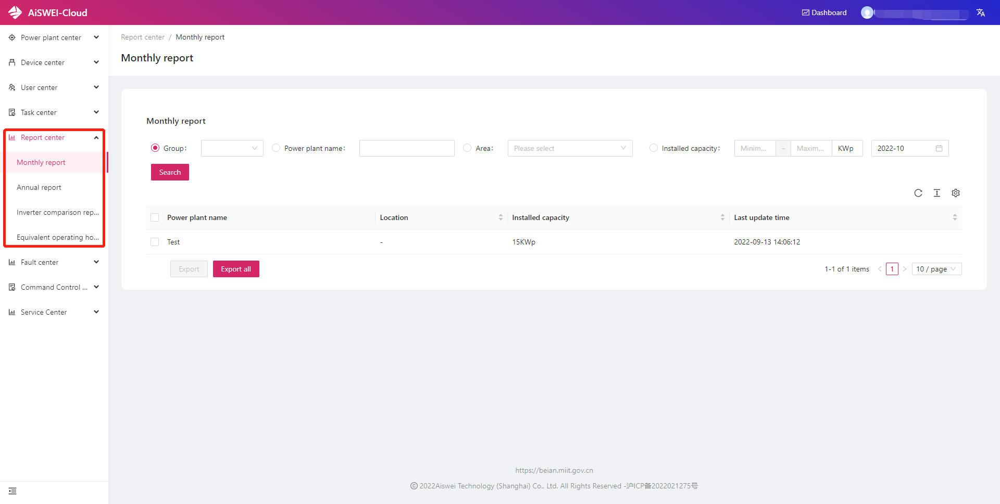 AiSWEI-Cloud
Dashboard
Power plant center
Device center
User center
Task center
Report center
Monthly report
Annual report
Inverter comparison rep...
Equivalent operating ho...
Fault center
Command Control ...
Service Center
Report center / Monthly report
Monthly report
Monthly report
Group: Power plant name: Area: Please select Installed capacity: Minim... ~ Maxim... KWp 2022-10
Search
Power plant name Location Installed capacity Last update time
Test - 15KWp 2022-09-13 14:06:12
Export Export all 1-1 of 1 items < 1 > 10 / page
https://beian.miit.gov.cn
© 2022Aiswei Technology (Shanghai) Co., Ltd. All Rights Reserved -沪ICP备2022021275号